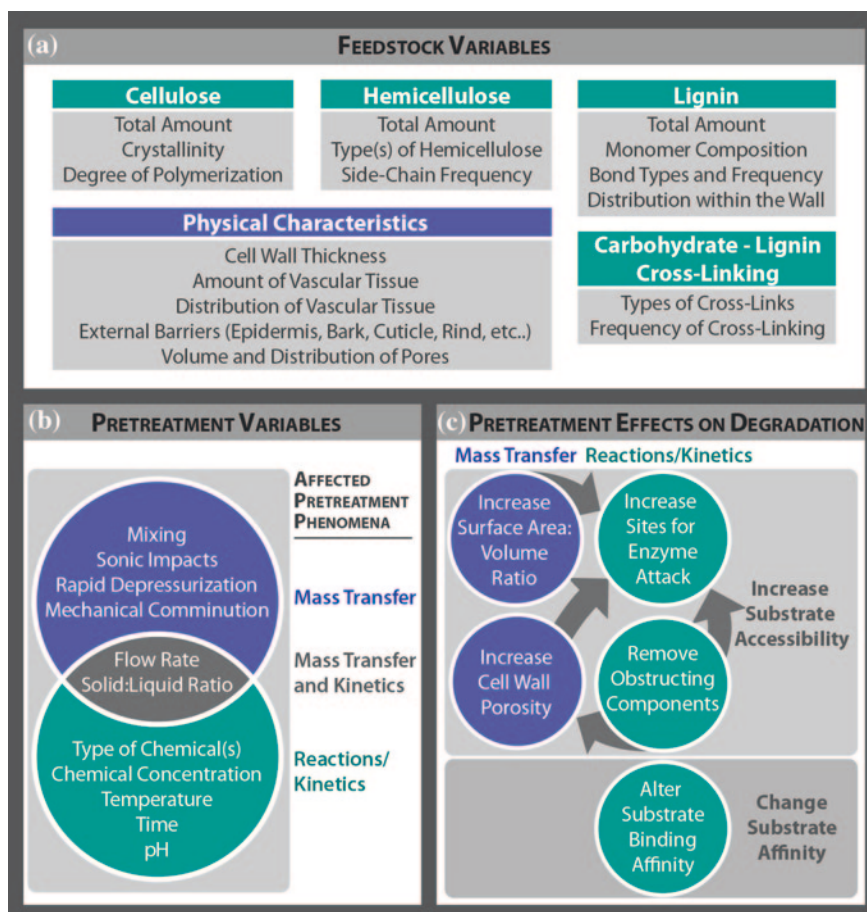 (a) FEEDSTOCK VARIABLES
Cellulose
Total Amount
Crystallinity
Degree of Polymerization
Hemicellulose
Total Amount
Type(s) of Hemicellulose
Side-Chain Frequency
Lignin
Total Amount
Monomer Composition
Bond Types and Frequency
Distribution within the Wall
Physical Characteristics
Cell Wall Thickness
Amount of Vascular Tissue
Distribution of Vascular Tissue
External Barriers (Epidermis, Bark, Cuticle, Rind, etc..)
Volume and Distribution of Pores
Carbohydrate - Lignin
Cross-Linking
Types of Cross-Links
Frequency of Cross-Linking
(b) PRETREATMENT VARIABLES
AFFECTED
PRETREATMENT
PHENOMENA
Mixing
Sonic Impacts
Rapid Depressurization
Mechanical Comminution
Mass Transfer
Flow Rate
Solid:Liquid Ratio
Mass Transfer
and Kinetics
Type of Chemical(s)
Chemical Concentration
Temperature
Time
pH
Reactions/
Kinetics
(c) PRETREATMENT EFFECTS ON DEGRADATION
Mass Transfer Reactions/Kinetics
Increase
Surface Area:
Volume
Ratio
Increase
Sites for
Enzyme
Attack
Increase
Cell Wall
Porosity
Remove
Obstructing
Components
Increase
Substrate
Accessibility
Alter
Substrate
Binding
Affinity
Change
Substrate
Affinity